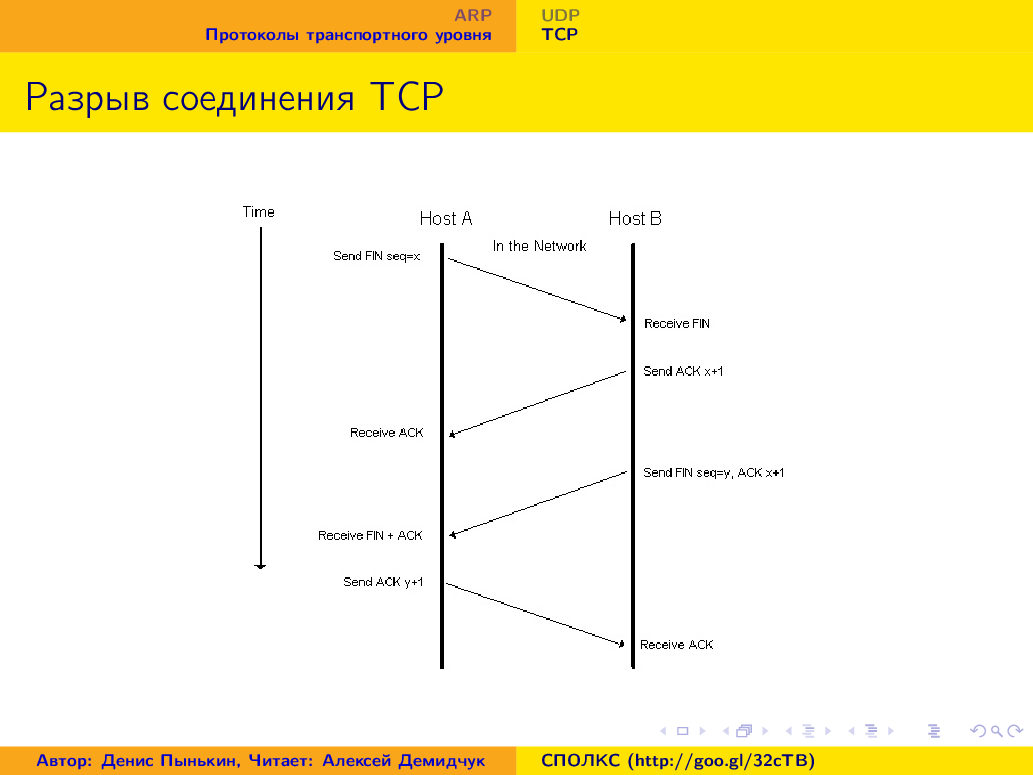 ARP
Протоколы транспортного уровня
UDP
TCP
Разрыв соединения TCP
Time
Host A
Host B
In the Network
Send FIN seq=x
Receive FIN
Send ACK x+1
Receive ACK
Send FIN seq=y, ACK x+1
Receive FIN + ACK
Send ACK y+1
Receive ACK
Автор: Денис Пынькин, Читает: Алексей Демидчук
СПОЛКС (http://goo.gl/32cTB)